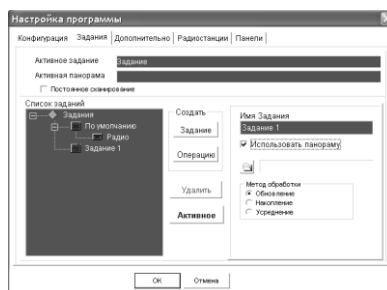 Настройка программы
Конфигурация Задания Дополнительно Радиостанции Панели
Активное задание Задание
Активная панорама
Постоянное сканирование
Список заданий
Задания
По умолчанию
Радио
Задание 1
Создать
Задание
Операцию
Удалить
Активное
Имя Задания
Задание 1
Использовать панораму
Метод обработки
Обновление
Накопление
Усреднение
OK Отмена